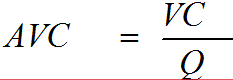 AVC = VC / Q